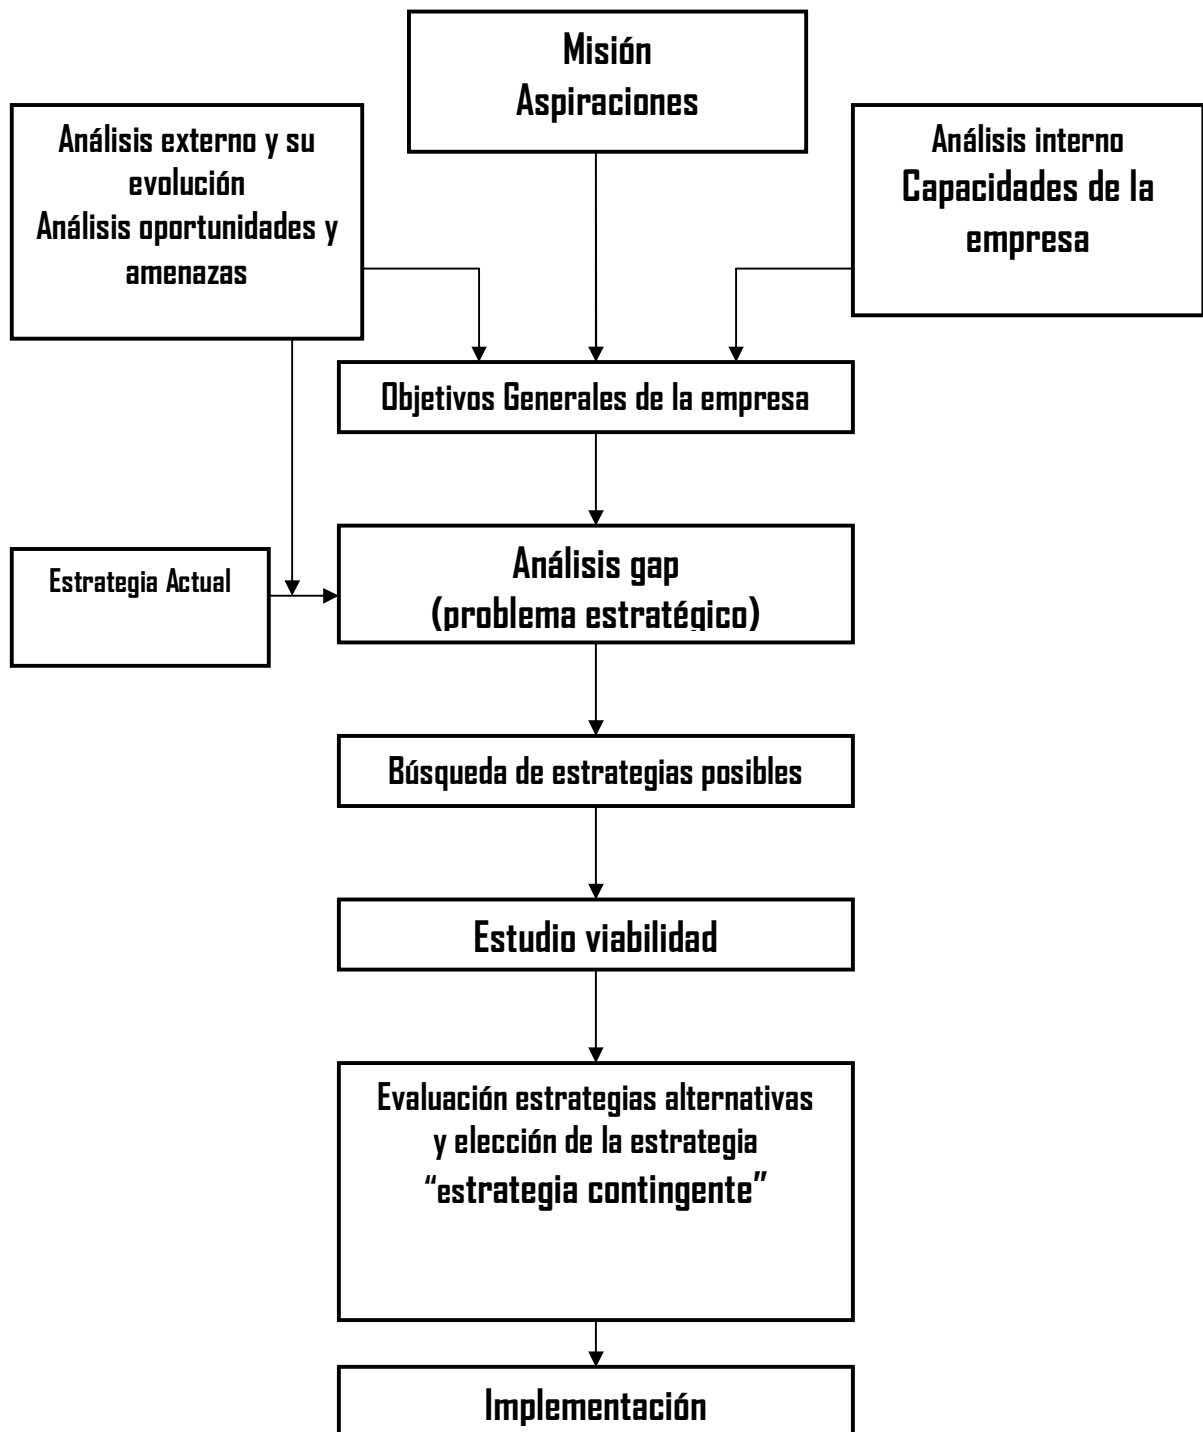 Misión
Aspiraciones
Análisis externo y su
evolución
Análisis oportunidades y
amenazas
Análisis interno
Capacidades de la
empresa
Objetivos Generales de la empresa
Estrategia Actual
Análisis gap
(problema estratégico)
Búsqueda de estrategias posibles
Estudio viabilidad
Evaluación estrategias alternativas
y elección de la estrategia
“estrategia contingente”
Implementación